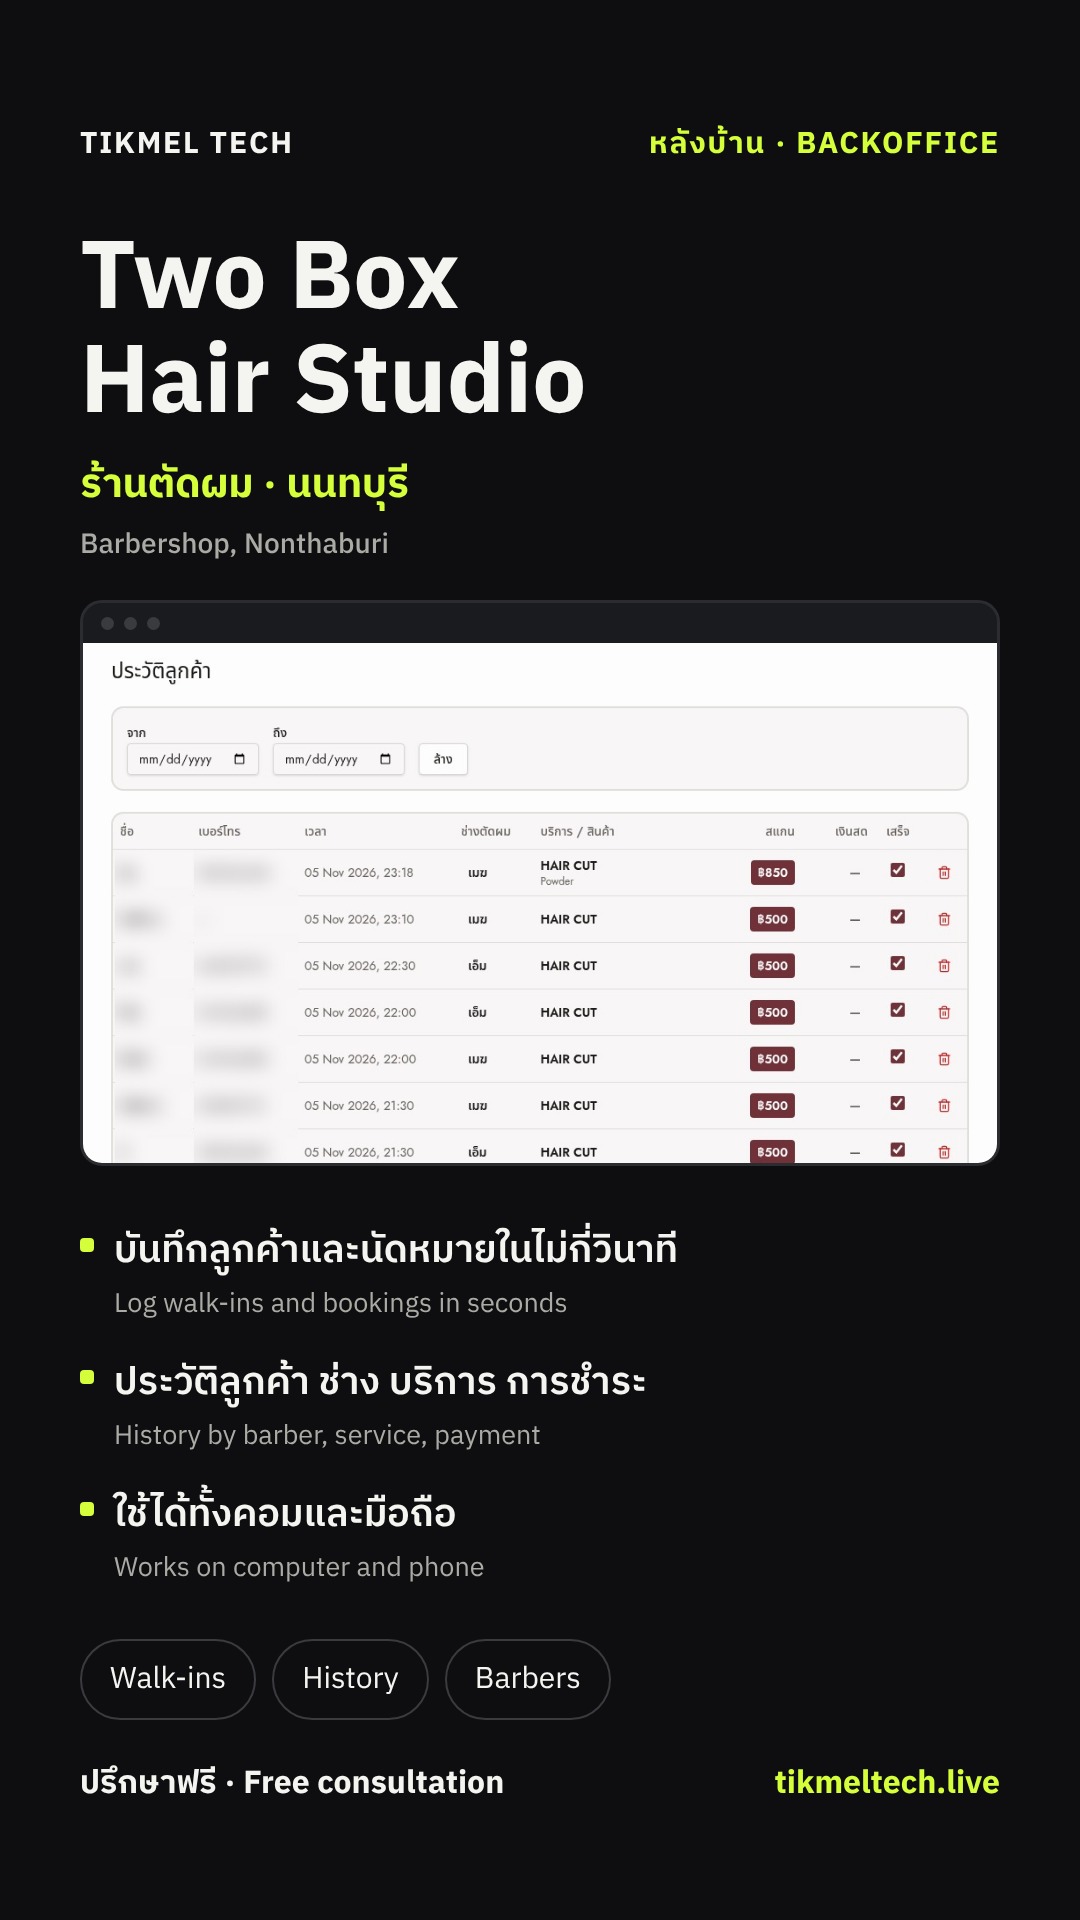 TIKMEL TECH
หลังบ้าน · BACKOFFICE
Two Box
Hair Studio
ร้านตัดผม · นนทบุรี
Barbershop, Nonthaburi
ประวัติลูกค้า
จาก ถึง
mm/dd/yyyy mm/dd/yyyy ล้าง
ชื่อ เบอร์โทร เวลา ช่างตัดผม บริการ / สินค้า สแกน เงินสด เสร็จ
05 Nov 2026, 23:18 เมฆ HAIR CUT ฿850 –
Powder
05 Nov 2026, 23:10 เมฆ HAIR CUT ฿500 –
05 Nov 2026, 22:30 เอ็ม HAIR CUT ฿500 –
05 Nov 2026, 22:00 เอ็ม HAIR CUT ฿500 –
05 Nov 2026, 22:00 เมฆ HAIR CUT ฿500 –
05 Nov 2026, 21:30 เมฆ HAIR CUT ฿500 –
05 Nov 2026, 21:30 เอ็ม HAIR CUT ฿500 –
บันทึกลูกค้าและนัดหมายในไม่กี่วินาที
Log walk-ins and bookings in seconds
ประวัติลูกค้า ช่าง บริการ การชำระ
History by barber, service, payment
ใช้ได้ทั้งคอมและมือถือ
Works on computer and phone
Walk-ins History Barbers
ปรึกษาฟรี · Free consultation
tikmeltech.live